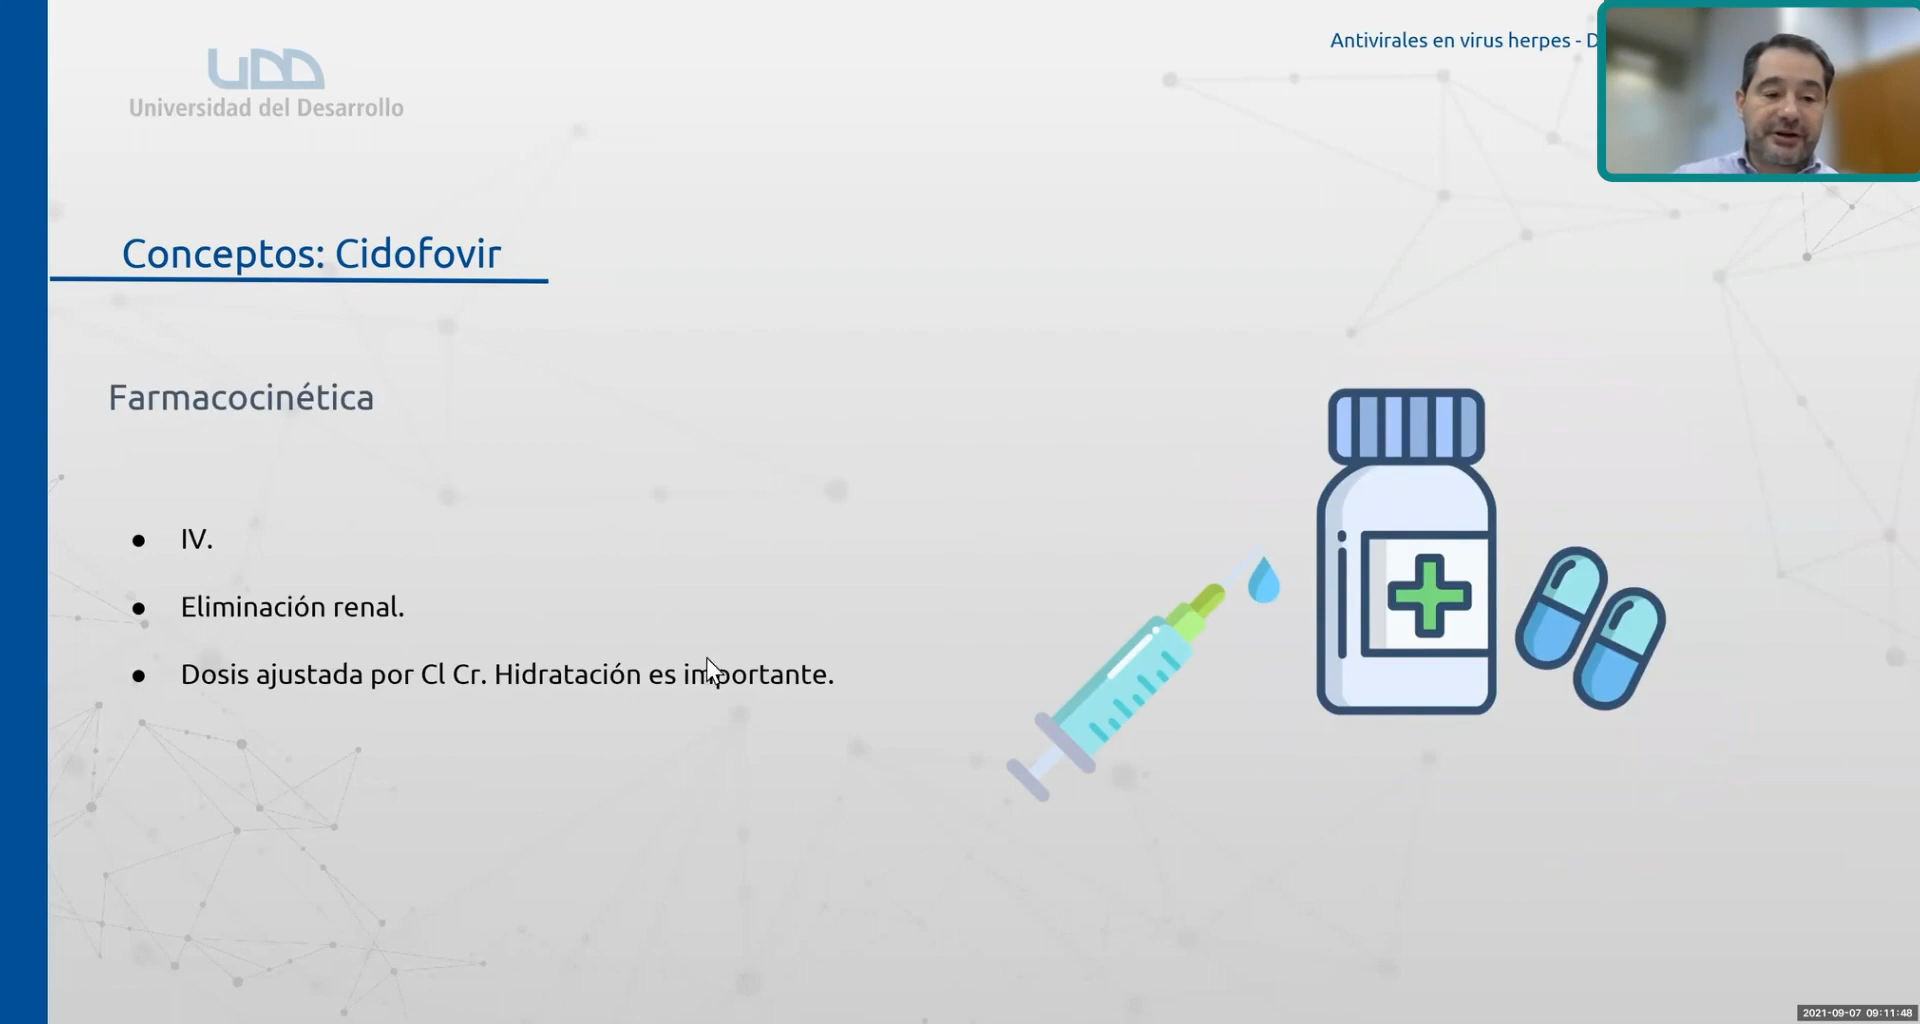 UDD
Universidad del Desarrollo
Antivirales en virus herpes - D
Conceptos: Cidofovir
Farmacocinética
● IV.
● Eliminación renal.
● Dosis ajustada por Cl Cr. Hidratación es importante.
2021-09-07 09:11:48